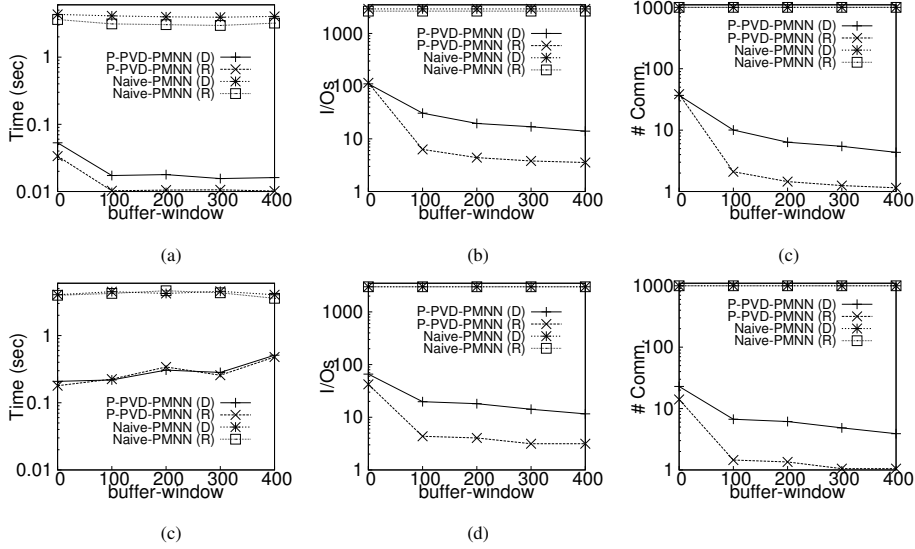 Time (sec)
1
0.1
0.01
0
100
200
300
400
buffer-window
P-PVD-PMNN (D)
P-PVD-PMNN (R)
Naive-PMNN (D)
Naive-PMNN (R)
(a)
I/Os
1000
100
10
1
0
100
200
300
400
buffer-window
P-PVD-PMNN (D)
P-PVD-PMNN (R)
Naive-PMNN (D)
Naive-PMNN (R)
(b)
# Comm.
1000
100
10
1
0
100
200
300
400
buffer-window
P-PVD-PMNN (D)
P-PVD-PMNN (R)
Naive-PMNN (D)
Naive-PMNN (R)
(c)
Time (sec)
1
0.1
0.01
0
100
200
300
400
buffer-window
P-PVD-PMNN (D)
P-PVD-PMNN (R)
Naive-PMNN (D)
Naive-PMNN (R)
(c)
I/Os
1000
100
10
1
0
100
200
300
400
buffer-window
P-PVD-PMNN (D)
P-PVD-PMNN (R)
Naive-PMNN (D)
Naive-PMNN (R)
(d)
# Comm.
1000
100
10
1
0
100
200
300
400
buffer-window
P-PVD-PMNN (D)
P-PVD-PMNN (R)
Naive-PMNN (D)
Naive-PMNN (R)
(d)